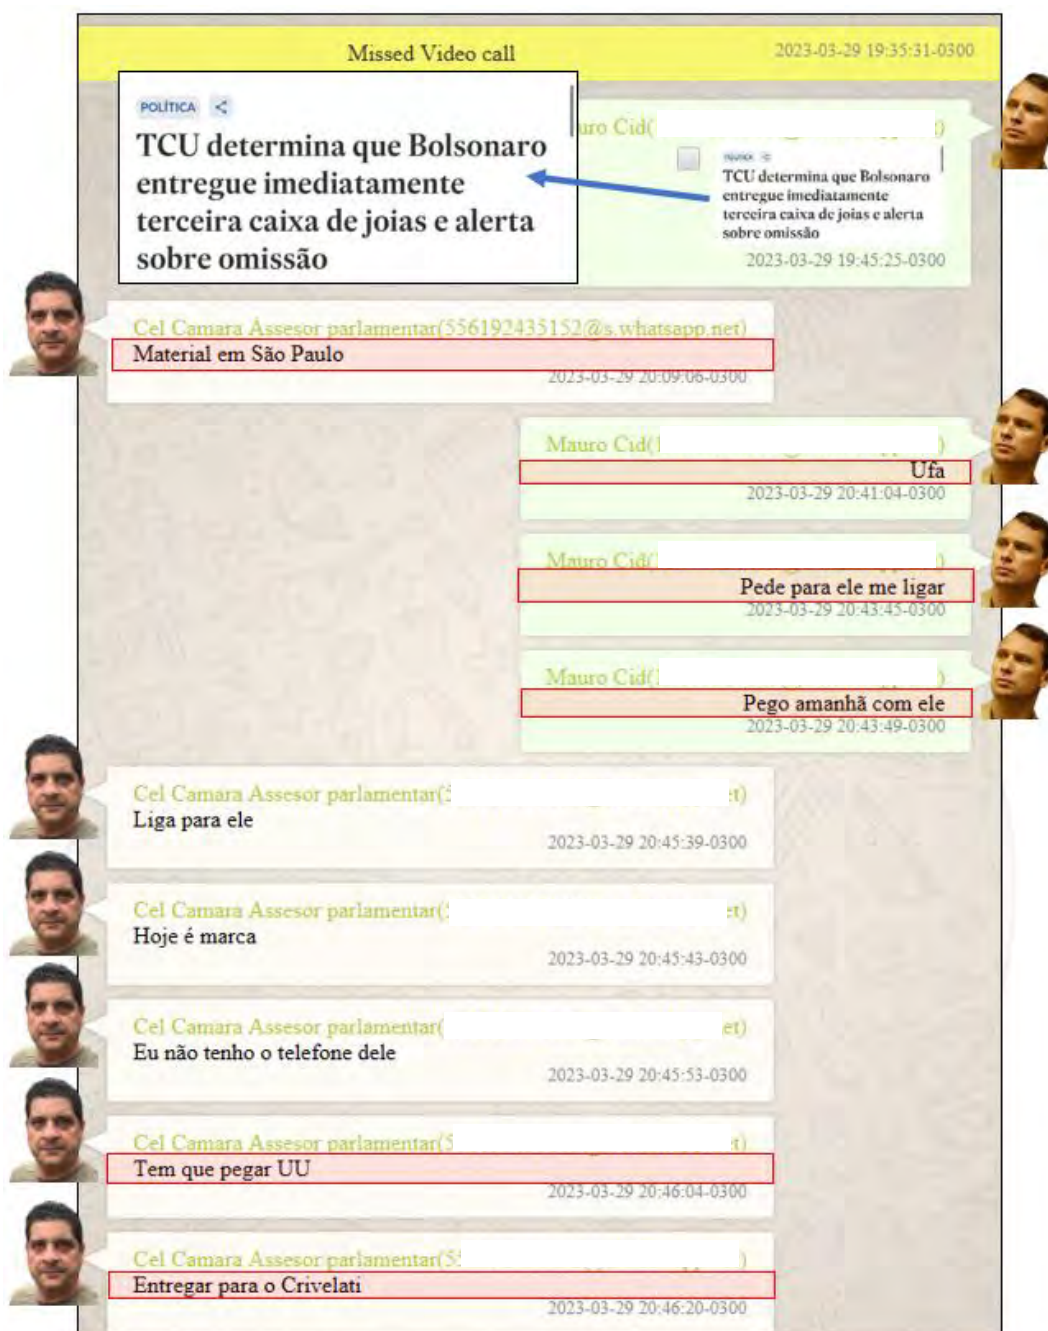 Missed Video call
2023-03-29 19:35:31-0300
POLÍTICA
TCU determina que Bolsonaro
entregue imediatamente
terceira caixa de joias e alerta
sobre omissão
uro Cid( )
TCU determina que Bolsonaro
entregue imediatamente
terceira caixa de joias e alerta
sobre omissão
2023-03-29 19:45:25-0300
Cel Camara Assesor parlamentar(556192435152@s.whatsapp.net)
Material em São Paulo
2023-03-29 20:09:06-0300
Mauro Cid( )
Ufa
2023-03-29 20:41:04-0300
Mauro Cid( )
Pede para ele me ligar
2023-03-29 20:43:45-0300
Mauro Cid( )
Pego amanhã com ele
2023-03-29 20:43:49-0300
Cel Camara Assesor parlamentar(5 t)
Liga para ele
2023-03-29 20:45:39-0300
Cel Camara Assesor parlamentar( et)
Hoje é marca
2023-03-29 20:45:43-0300
Cel Camara Assesor parlamentar( et)
Eu não tenho o telefone dele
2023-03-29 20:45:53-0300
Cel Camara Assesor parlamentar(5 t)
Tem que pegar UU
2023-03-29 20:46:04-0300
Cel Camara Assesor parlamentar(55 )
Entregar para o Crivelati
2023-03-29 20:46:20-0300